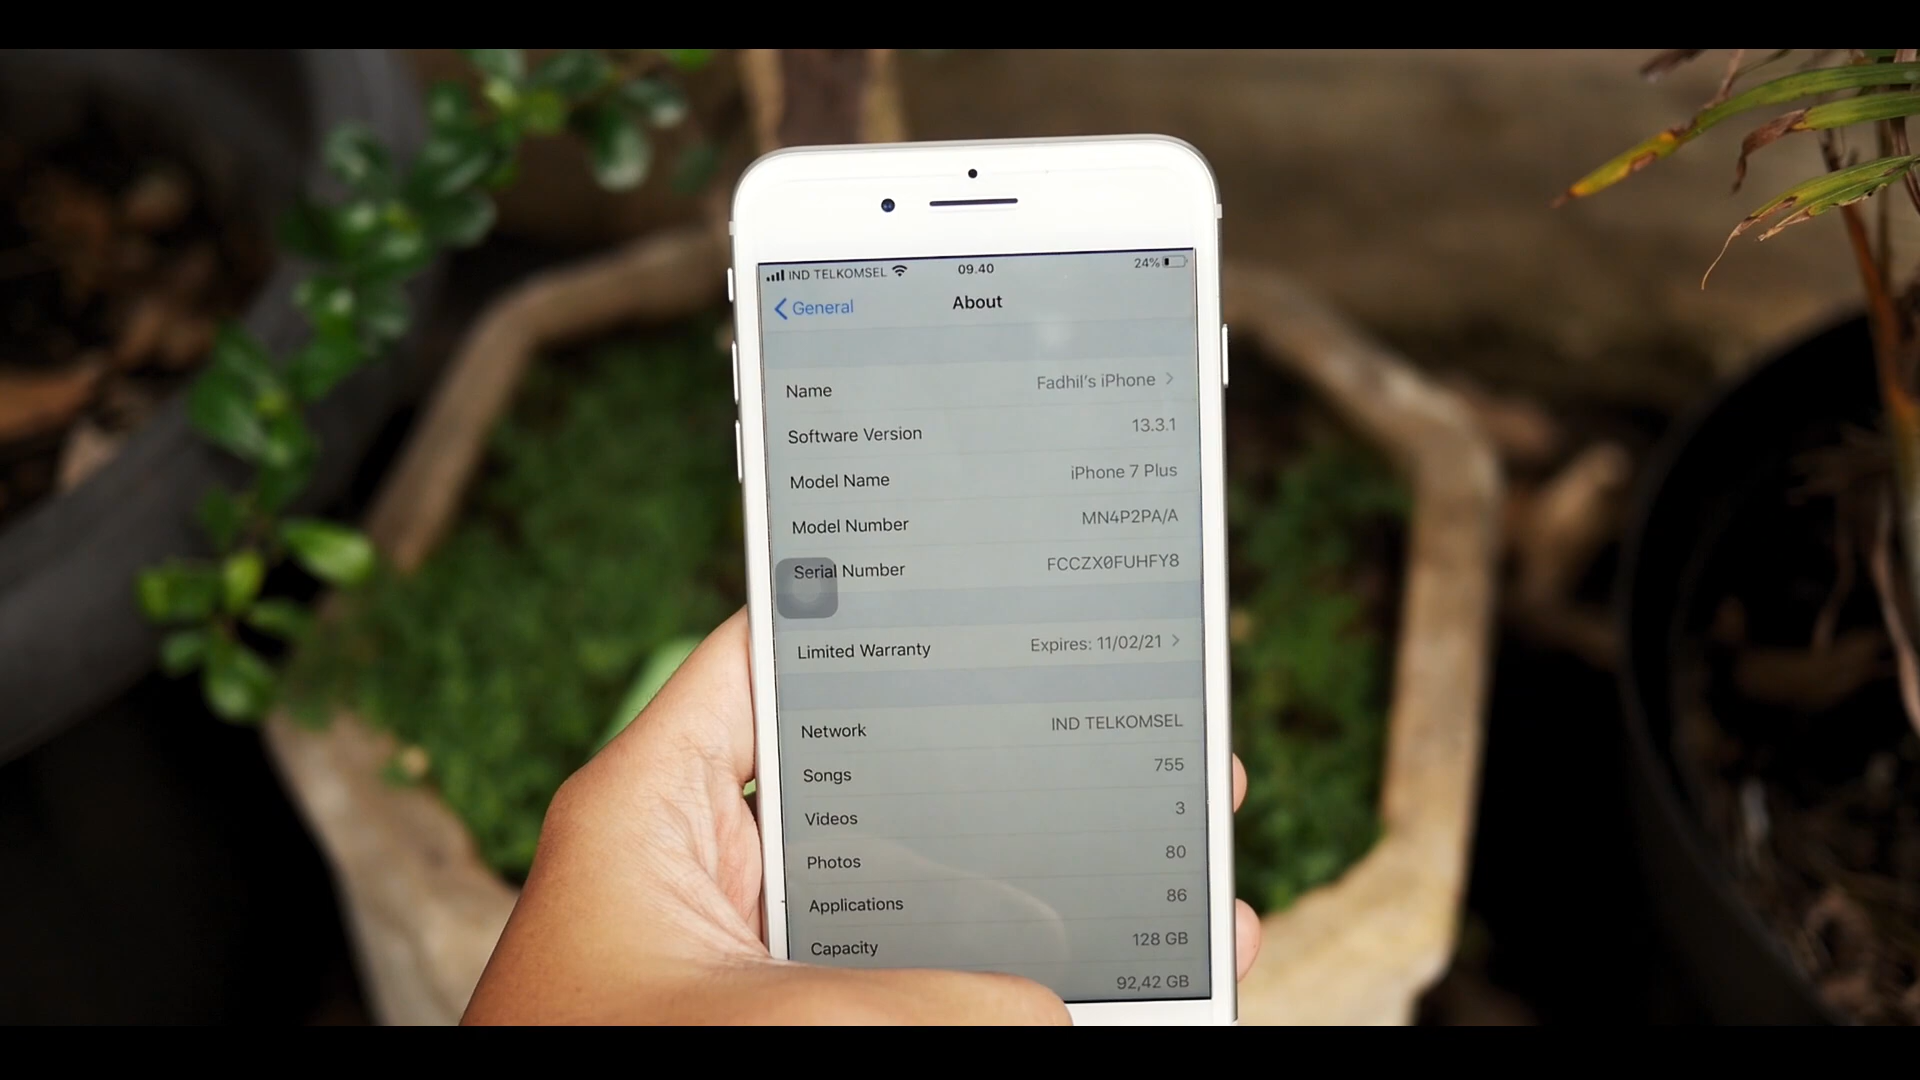 IND TELKOMSEL 09.40 24%
General About
Name Fadhil's iPhone
Software Version 13.3.1
Model Name iPhone 7 Plus
Model Number MN4P2PA/A
Serial Number FCCZX0FUHFY8
Limited Warranty Expires: 11/02/21
Network IND TELKOMSEL
Songs 755
Videos 3
Photos 80
Applications 86
Capacity 128 GB
92,42 GB